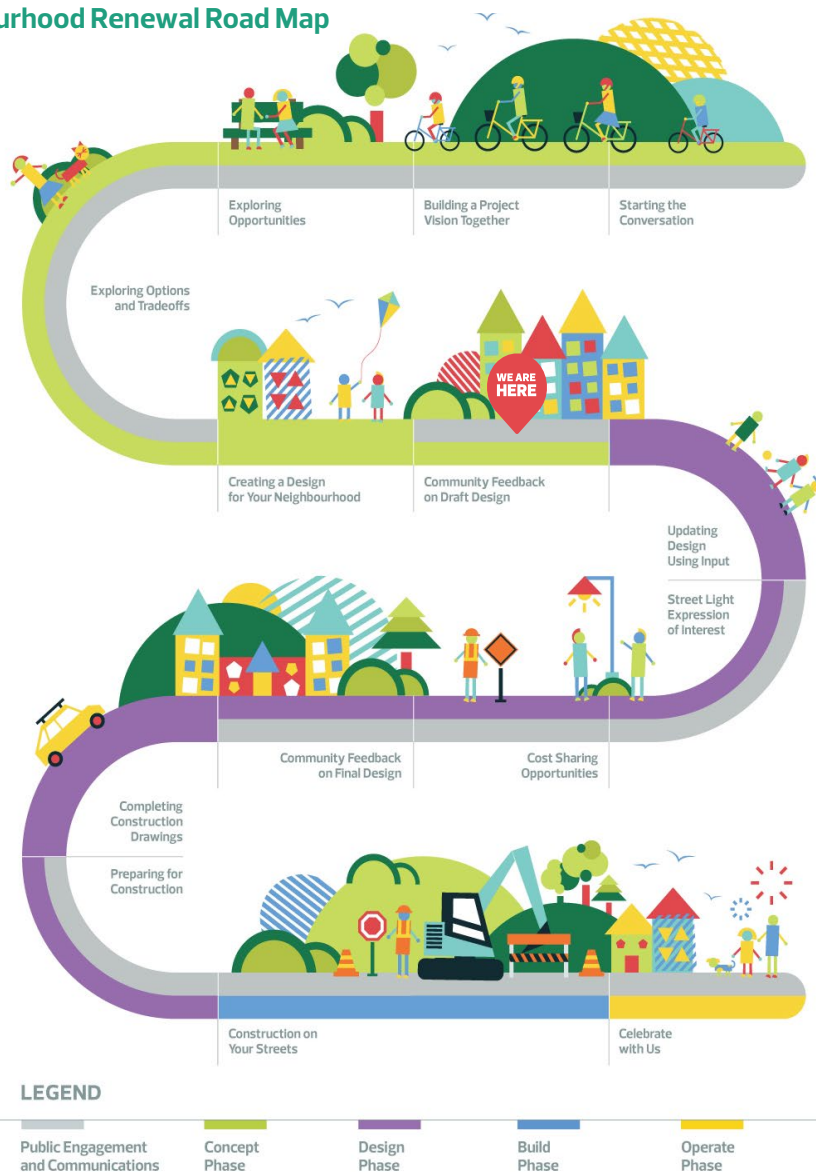 urhood Renewal Road Map
Exploring
Opportunities
Building a Project
Vision Together
Starting the
Conversation
Exploring Options
and Tradeoffs
WE ARE
HERE
Creating a Design
for Your Neighbourhood
Community Feedback
on Draft Design
Updating
Design
Using Input
Street Light
Expression
of Interest
Community Feedback
on Final Design
Cost Sharing
Opportunities
Completing
Construction
Drawings
Preparing for
Construction
Construction on
Your Streets
Celebrate
with Us
LEGEND
Public Engagement
and Communications
Concept
Phase
Design
Phase
Build
Phase
Operate
Phase